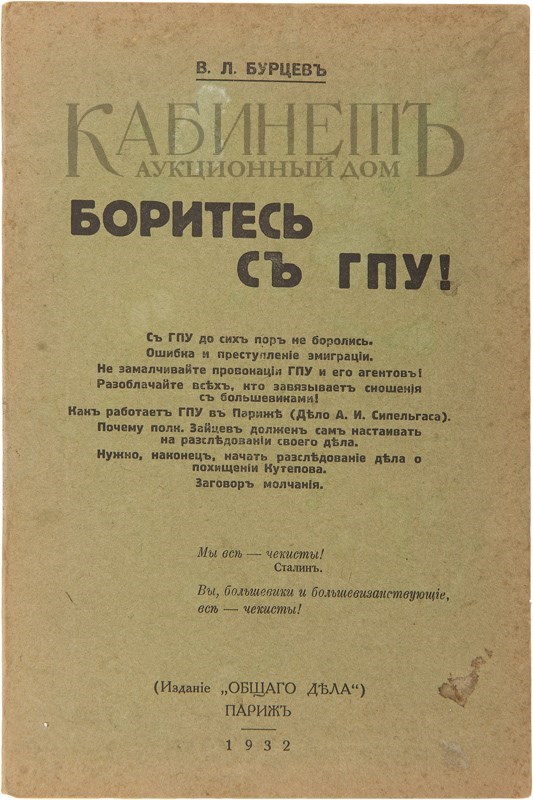 В. Л. БУРЦЕВЪ
КАБИНЕТЪ
АУКЦИОННЫЙ ДОМ
БОРИТЕСЬ
СЪ ГПУ!
Съ ГПУ до сихъ поръ не боролись.
Ошибка и преступленіе эмиграціи.
Не замалчивайте провокаціи ГПУ и его агентовъ!
Разоблачайте всѣхъ, кто завязываетъ сношенія
съ большевиками!
Какъ работаетъ ГПУ въ Парижѣ (Дѣло А. И. Сипельгаса).
Почему полк. Зайцевъ долженъ самъ настаивать
на разслѣдованіи своего дѣла.
Нужно, наконецъ, начать разслѣдованіе дѣла о
похищеніи Кутепова.
Заговоръ молчанія.
Мы всѣ — чекисты!
Сталинъ.
Вы, большевики и большевизанствующіе,
всѣ — чекисты!
(Изданіе „ОБЩАГО ДѢЛА“)
ПАРИЖЪ
1932